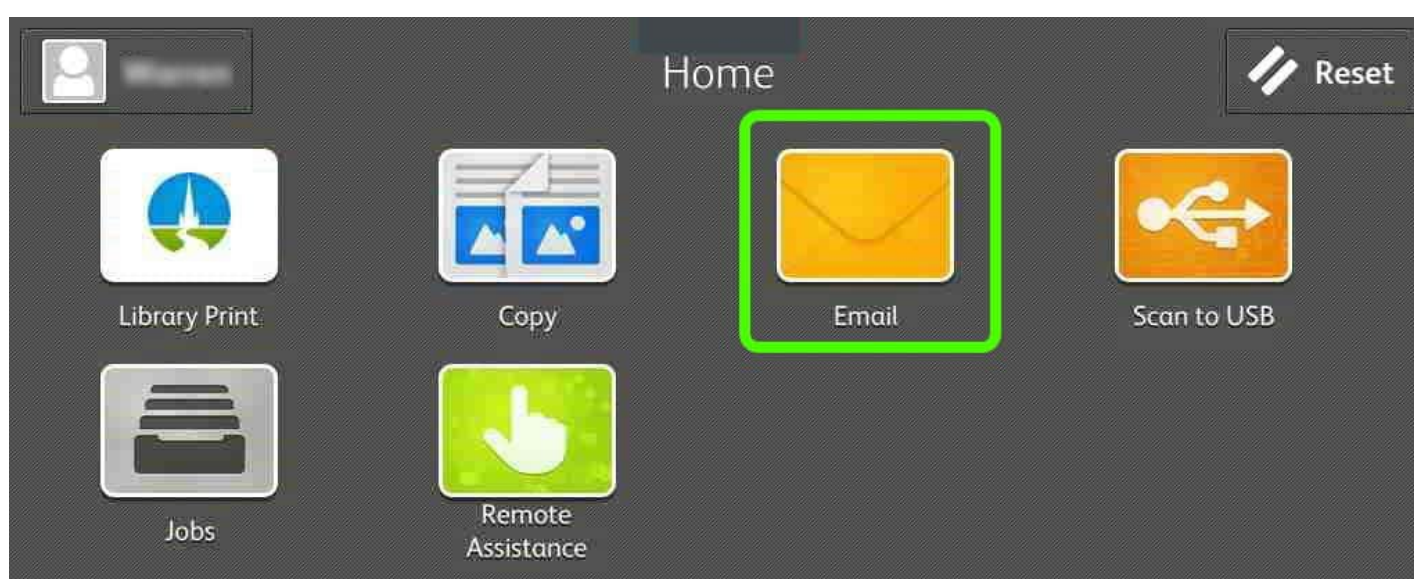 Home
Reset
Library Print
Copy
Email
Scan to USB
Jobs
Remote
Assistance